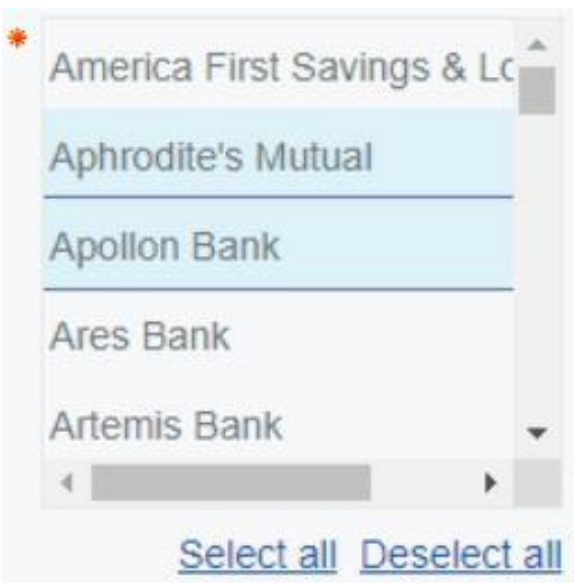 America First Savings & Lo
Aphrodite's Mutual
Apollon Bank
Ares Bank
Artemis Bank
Select all Deselect all